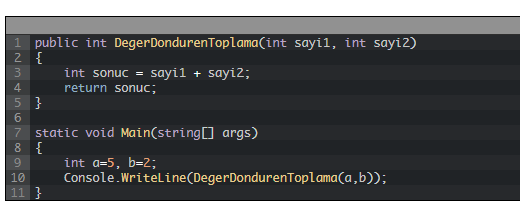 1 public int DegerDondurenToplama(int sayi1, int sayi2)
2 {
3     int sonuc = sayi1 + sayi2;
4     return sonuc;
5 }
6
7 static void Main(string[] args)
8 {
9     int a=5, b=2;
10     Console.WriteLine(DegerDondurenToplama(a,b));
11 }